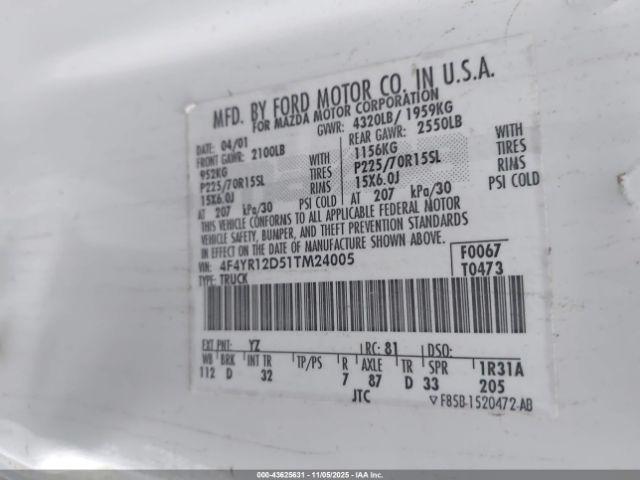 MFD. BY FORD MOTOR CO. IN U.S.A.
FOR MAZDA MOTOR CORPORATION
DATE: 04/01 GVWR: 4320LB/ 1959KG
FRONT GAWR: 2100LB REAR GAWR: 2550LB
952KG WITH 1156KG WITH
P225/70R15SL TIRES P225/70R15SL TIRES
15X6.0J RIMS 15X6.0J RIMS
AT 207 kPa/30 PSI COLD AT 207 kPa/30 PSI COLD
THIS VEHICLE CONFORMS TO ALL APPLICABLE FEDERAL MOTOR
VEHICLE SAFETY, BUMPER, AND THEFT PREVENTION STANDARDS
IN EFFECT ON THE DATE OF MANUFACTURE SHOWN ABOVE.
VIN: 4F4YR12D51TM24005 F0067
TYPE: TRUCK T0473
EXT PNT: YZ RC: 81 DSO:
WB BRK INT TR TP/PS R AXLE TR SPR 1R31A
112 D 32 7 87 D 33 205
JTC ▽F85B-1520472-AB
000-43625631 - 11/05/2025 - Copyright IAA, LLC.